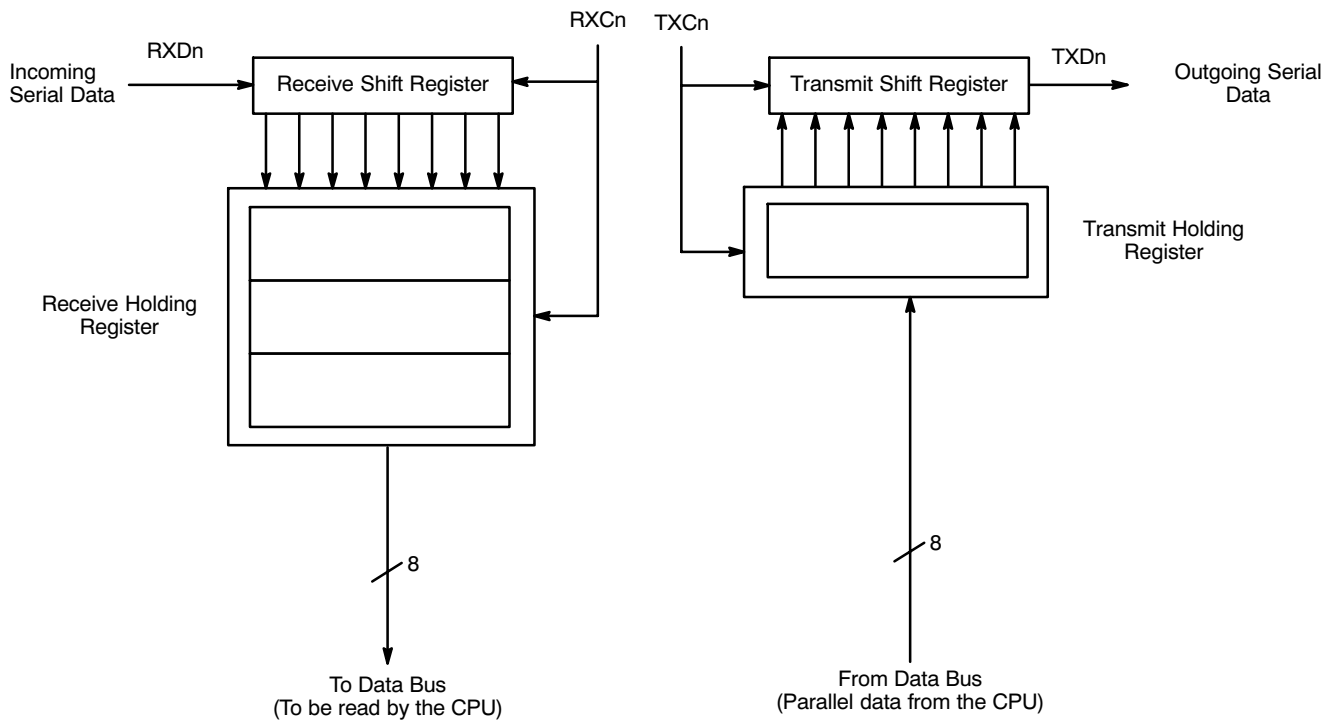 RXCn
TXCn
RXDn
TXDn
Incoming
Serial Data
Receive Shift Register
Transmit Shift Register
Outgoing Serial
Data
Receive Holding
Register
Transmit Holding
Register
8
8
To Data Bus
(To be read by the CPU)
From Data Bus
(Parallel data from the CPU)